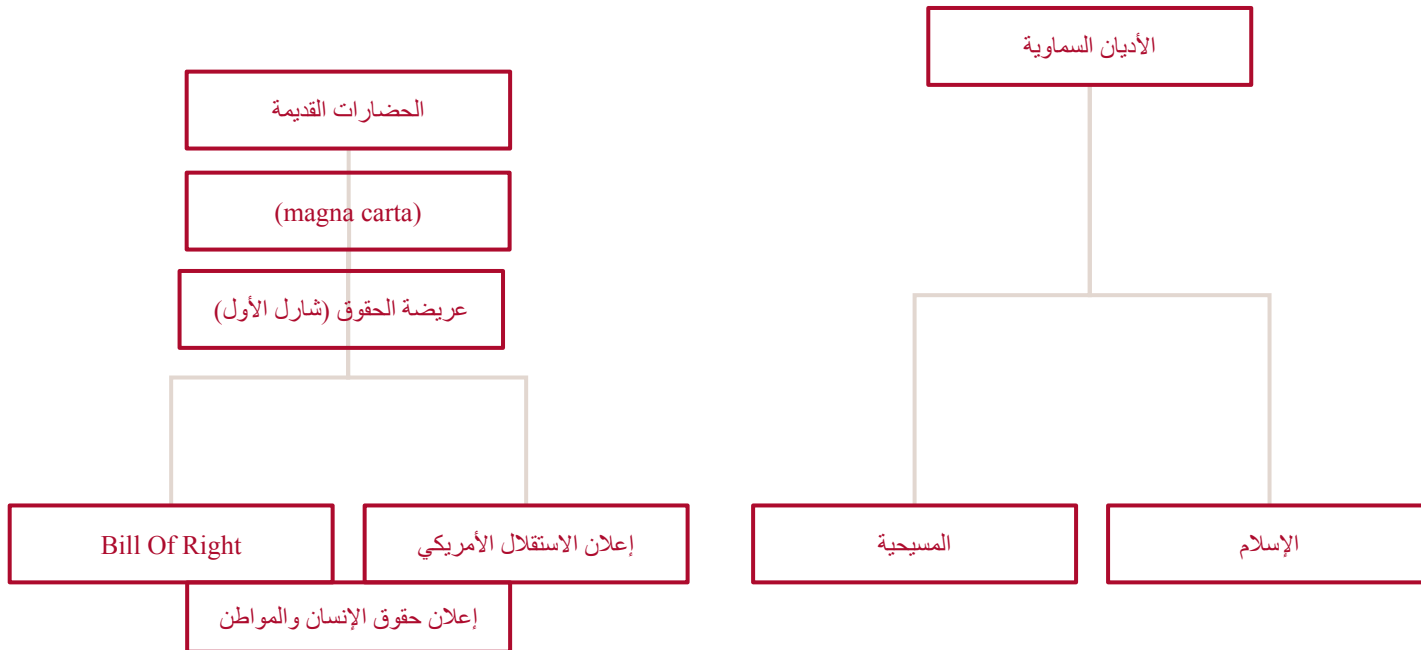 الأديان السماوية
الإسلام
المسيحية
الحضارات القديمة
(magna carta)
عريضة الحقوق (شارل الأول)
إعلان الاستقلال الأمريكي
Bill Of Right
إعلان حقوق الإنسان والمواطن